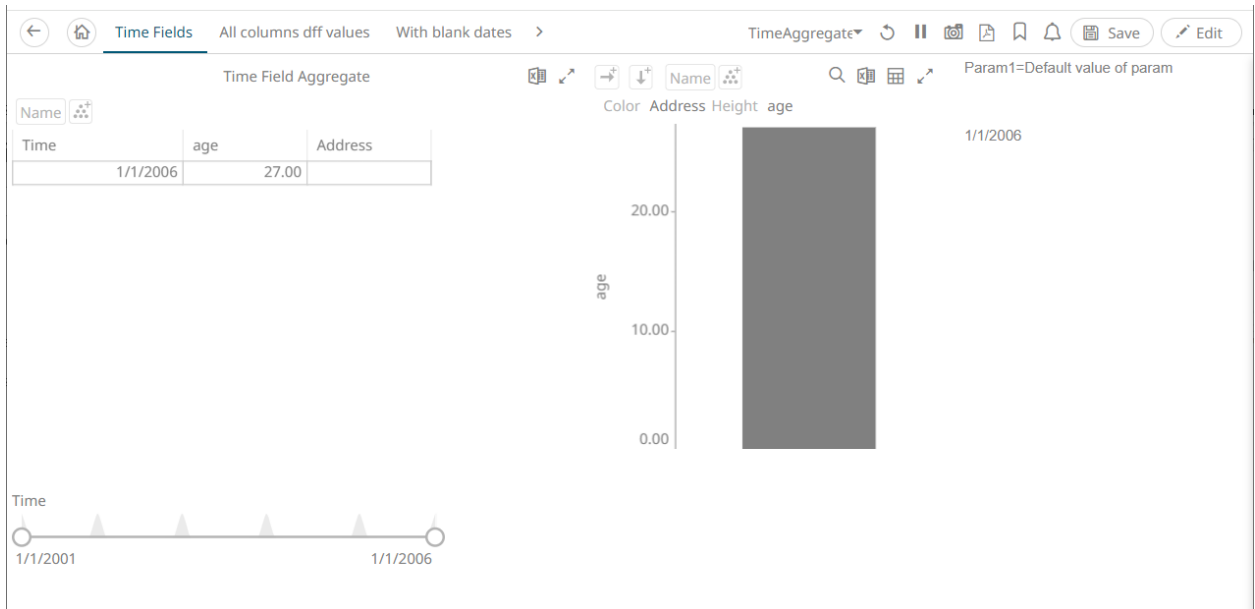 Time Fields All columns dff values With blank dates TimeAggregate Save Edit
Time Field Aggregate
Name
Time age Address
1/1/2006 27.00
Time
1/1/2001 1/1/2006
Name
Color Address Height age
20.00
age
10.00
0.00
Param1=Default value of param
1/1/2006